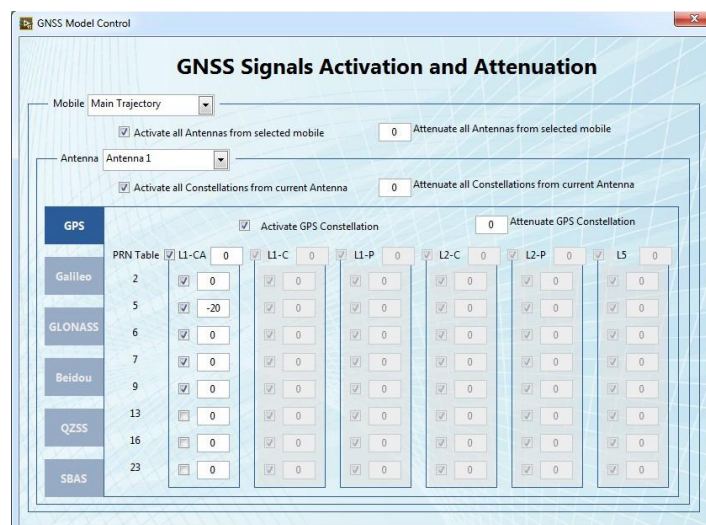 GNSS Model Control
GNSS Signals Activation and Attenuation
Mobile Main Trajectory
Activate all Antennas from selected mobile 0 Attenuate all Antennas from selected mobile
Antenna Antenna 1
Activate all Constellations from current Antenna 0 Attenuate all Constellations from current Antenna
GPS Activate GPS Constellation 0 Attenuate GPS Constellation
PRN Table L1-CA 0 L1-C 0 L1-P 0 L2-C 0 L2-P 0 L5 0
Galileo
2 0 0 0 0 0 0
5 -20 0 0 0 0 0
GLONASS
6 0 0 0 0 0 0
7 0 0 0 0 0 0
Beidou
9 0 0 0 0 0 0
13 0 0 0 0 0 0
QZSS
16 0 0 0 0 0 0
23 0 0 0 0 0 0
SBAS